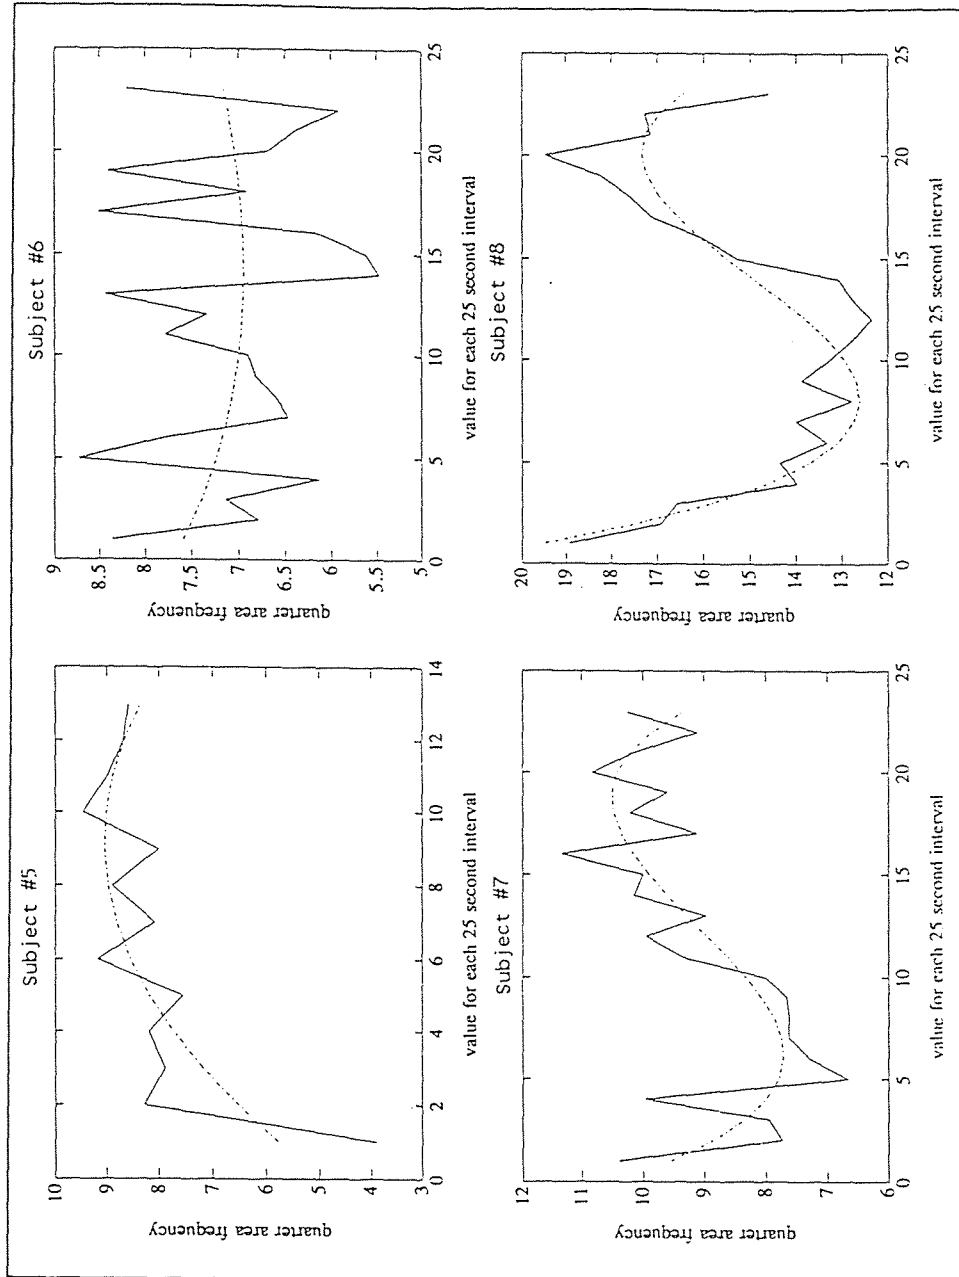 Subject #5
quarter area frequency
10
9
8
7
6
5
4
3
0 2 4 6 8 10 12 14
value for each 25 second interval
Subject #6
quarter area frequency
9
8.5
8
7.5
7
6.5
6
5.5
5
0 5 10 15 20 25
value for each 25 second interval
Subject #7
quarter area frequency
12
11
10
9
8
7
6
0 5 10 15 20 25
value for each 25 second interval
Subject #8
quarter area frequency
20
19
18
17
16
15
14
13
12
0 5 10 15 20 25
value for each 25 second interval